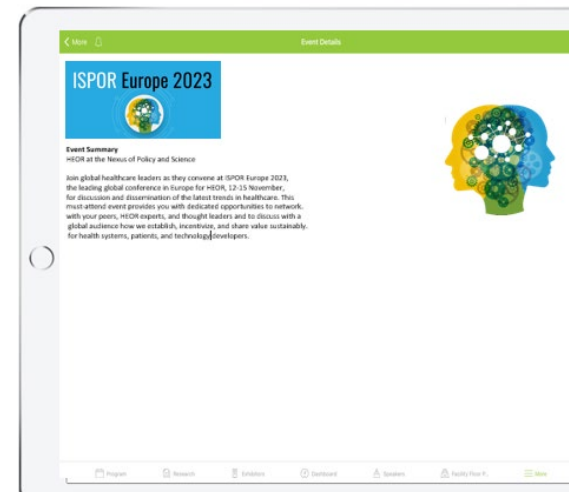 More
Event Details
ISPOR Europe 2023
Event Summary
HEOR at the Nexus of Policy and Science
Join global healthcare leaders as they convene at ISPOR Europe 2023,
the leading global conference in Europe for HEOR, 12-15 November,
for discussion and dissemination of the latest trends in healthcare. This
must-attend event provides you with dedicated opportunities to network.
with your peers, HEOR experts, and thought leaders and to discuss with a
global audience how we establish, incentivize, and share value sustainably.
for health systems, patients, and technology developers.
Program
Research
Exhibitors
Dashboard
Speakers
Facility Floor P...
More